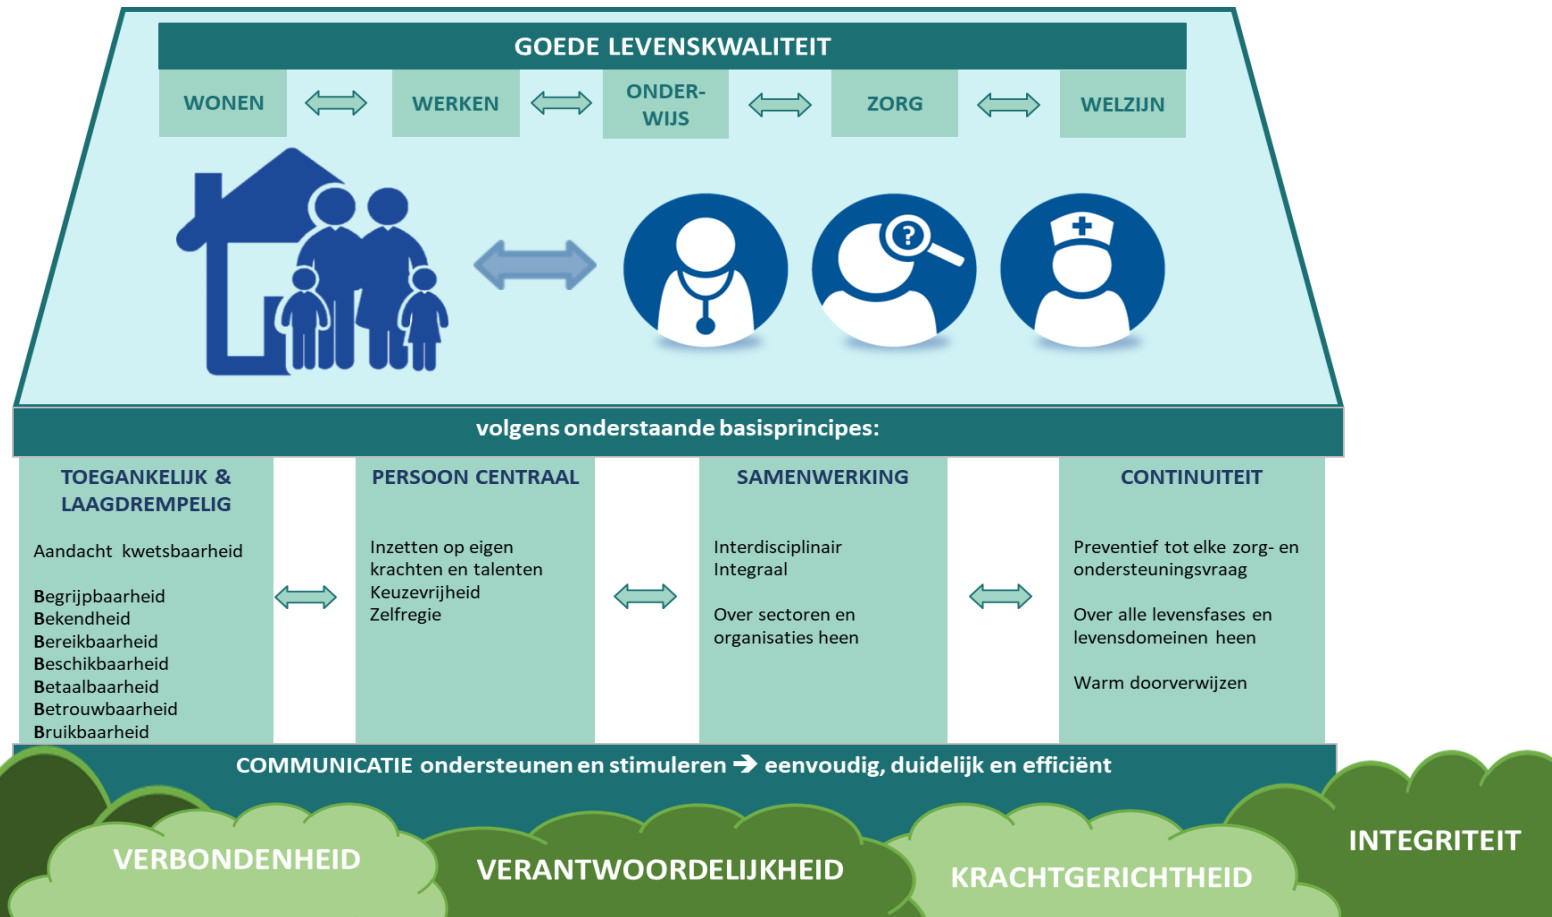 GOEDE LEVENSKWALITEIT
WONEN
WERKEN
ONDER-
WIJS
ZORG
WELZIJN
?
volgens onderstaande basisprincipes:
TOEGANKELIJK &
LAAGDREMPELIG
Aandacht kwetsbaarheid
Begrijpbaarheid
Bekendheid
Bereikbaarheid
Beschikbaarheid
Betaalbaarheid
Betrouwbaarheid
Bruikbaarheid
PERSOON CENTRAAL
Inzetten op eigen
krachten en talenten
Keuzevrijheid
Zelfregie
SAMENWERKING
Interdisciplinair
Integraal
Over sectoren en
organisaties heen
CONTINUITEIT
Preventief tot elke zorg- en
ondersteuningsvraag
Over alle levensfases en
levensdomeinen heen
Warm doorverwijzen
COMMUNICATIE ondersteunen en stimuleren ➔ eenvoudig, duidelijk en efficiënt
VERBONDENHEID
VERANTWOORDELIJKHEID
KRACHTGERICHTHEID
INTEGRITEIT